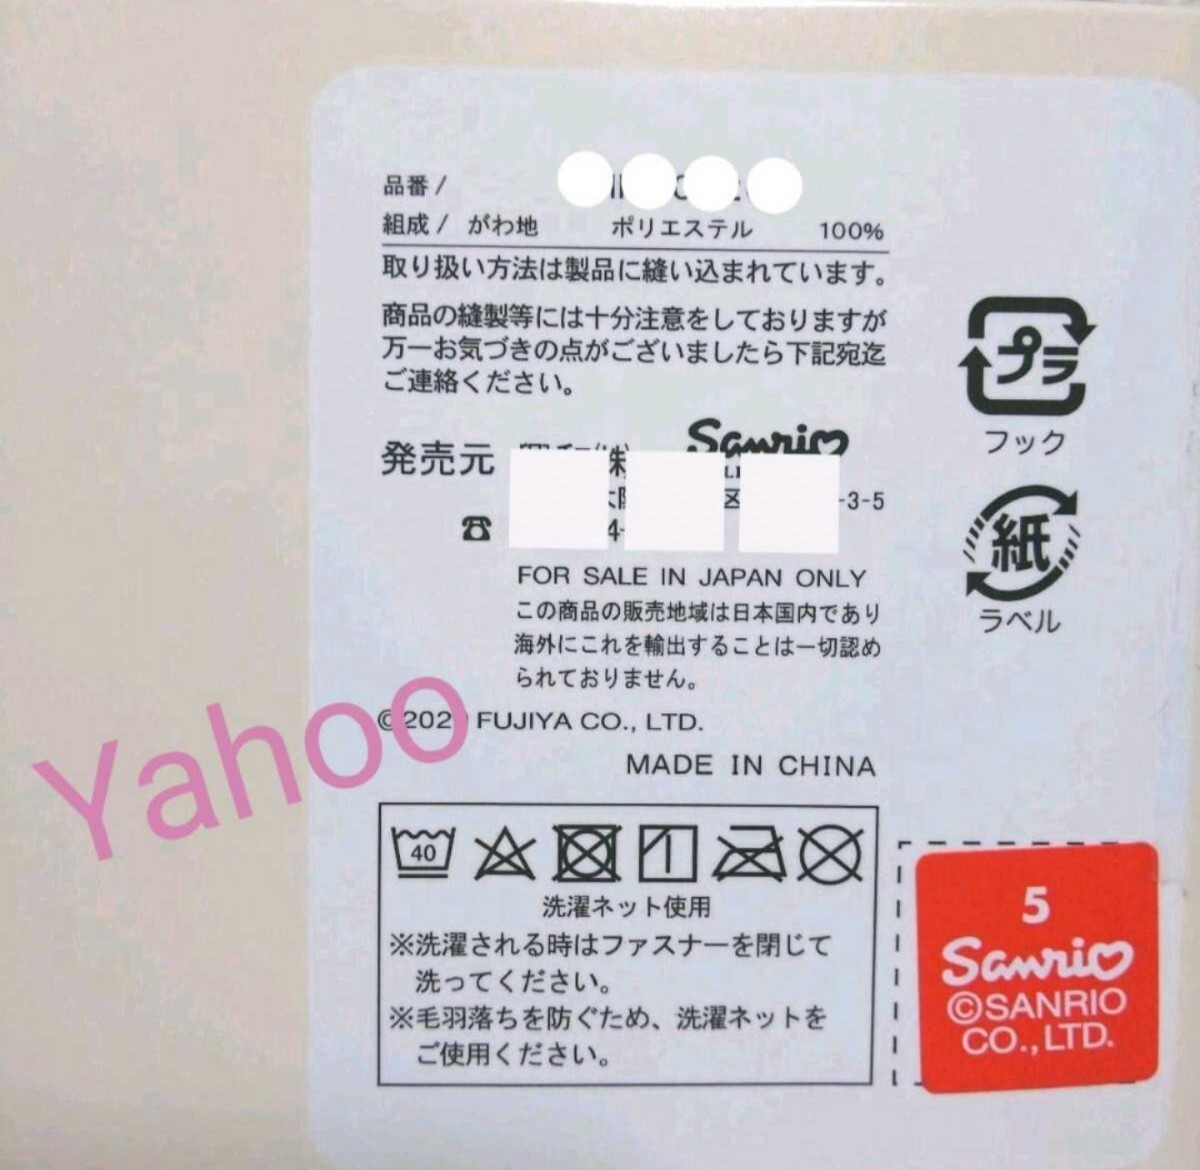 品番 /
組成 / がわ地 ポリエステル 100%
取り扱い方法は製品に縫い込まれています。
商品の縫製等には十分注意をしておりますが
万一お気づきの点がございましたら下記宛迄
ご連絡ください。
発売元
Sanrio
-3-5
☎
FOR SALE IN JAPAN ONLY
この商品の販売地域は日本国内であり
海外にこれを輸出することは一切認め
られておりません。
FUJIYA CO., LTD.
MADE IN CHINA
40
洗濯ネット使用
※洗濯される時はファスナーを閉じて
洗ってください。
※毛羽落ちを防ぐため、洗濯ネットを
ご使用ください。
プラ
フック
紙
ラベル
5
Sanrio
©SANRIO
CO., LTD.
Yahoo